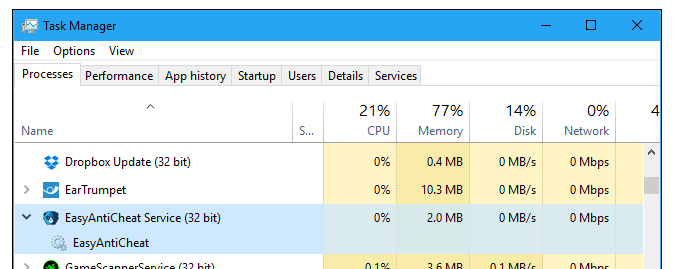 Task Manager
File Options View
Processes Performance App history Startup Users Details Services
21% 77% 14% 0% 4
Name S... CPU Memory Disk Network
Dropbox Update (32 bit) 0% 0.4 MB 0 MB/s 0 Mbps
EarTrumpet 0% 10.3 MB 0 MB/s 0 Mbps
EasyAntiCheat Service (32 bit) 0% 2.0 MB 0 MB/s 0 Mbps
EasyAntiCheat
GameScannerService (32 bit) 0.1% 3.6 MB 0.1 MB/s 0 Mbps